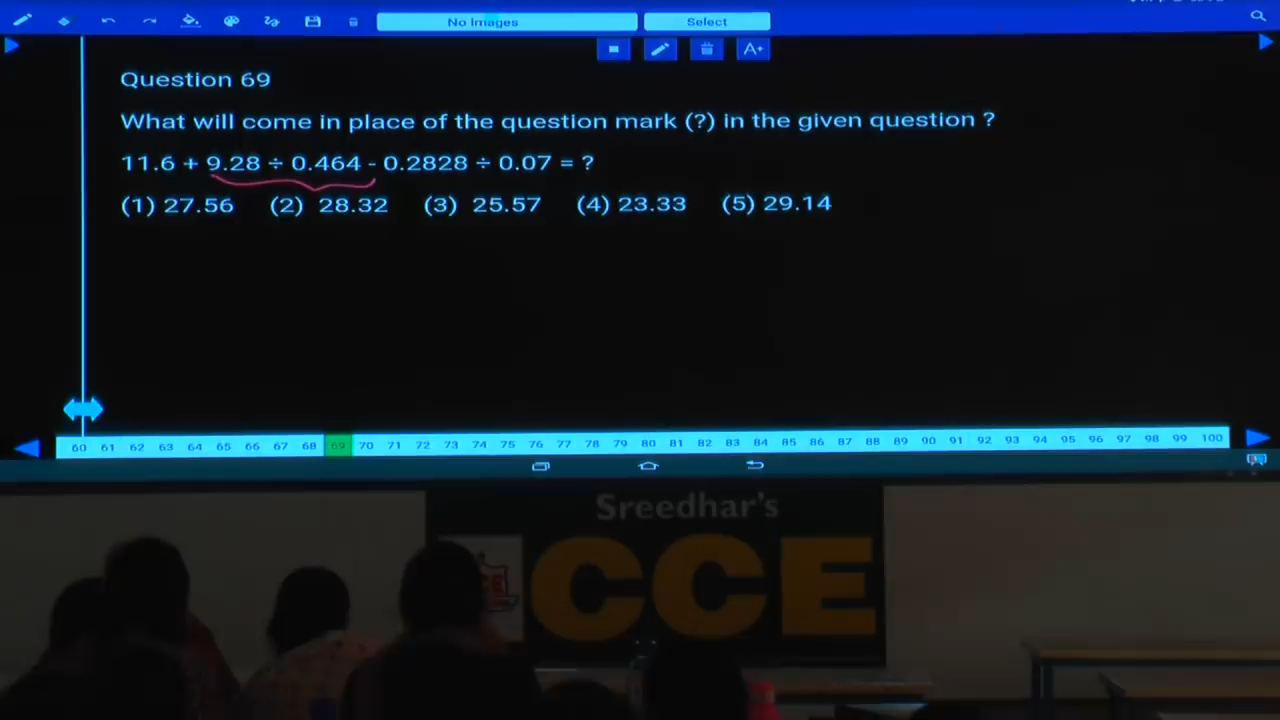 No Images Select
A+
Question 69
What will come in place of the question mark (?) in the given question ?
11.6 + 9.28 ÷ 0.464 - 0.2828 ÷ 0.07 = ?
(1) 27.56 (2) 28.32 (3) 25.57 (4) 23.33 (5) 29.14
60 61 62 63 64 65 66 67 68 69 70 71 72 73 74 75 76 77 78 79 80 81 82 83 84 85 86 87 88 89 90 91 92 93 94 95 96 97 98 99 100
Sreedhar's
CCE